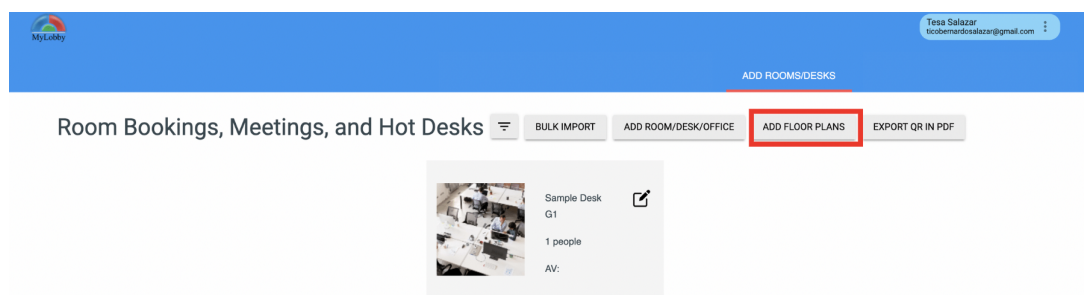 MyLobby
Tesa Salazar
ticobernardosalazar@gmail.com
ADD ROOMS/DESKS
Room Bookings, Meetings, and Hot Desks
BULK IMPORT
ADD ROOM/DESK/OFFICE
ADD FLOOR PLANS
EXPORT QR IN PDF
Sample Desk
G1
1 people
AV: